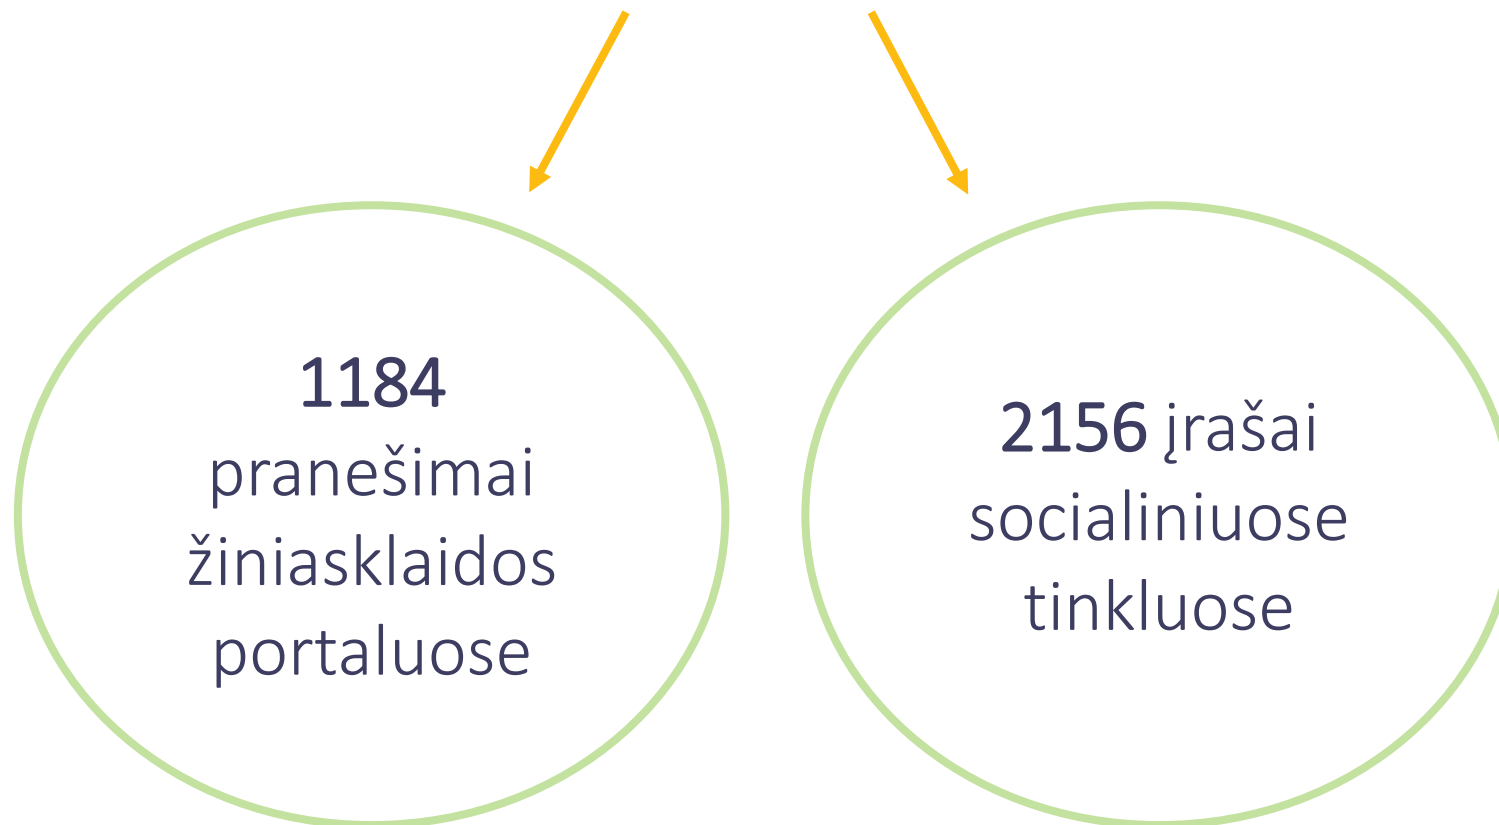 1184
pranešimai
žiniasklaidos
portaluose
2156 įrašai
socialiniuose
tinkluose